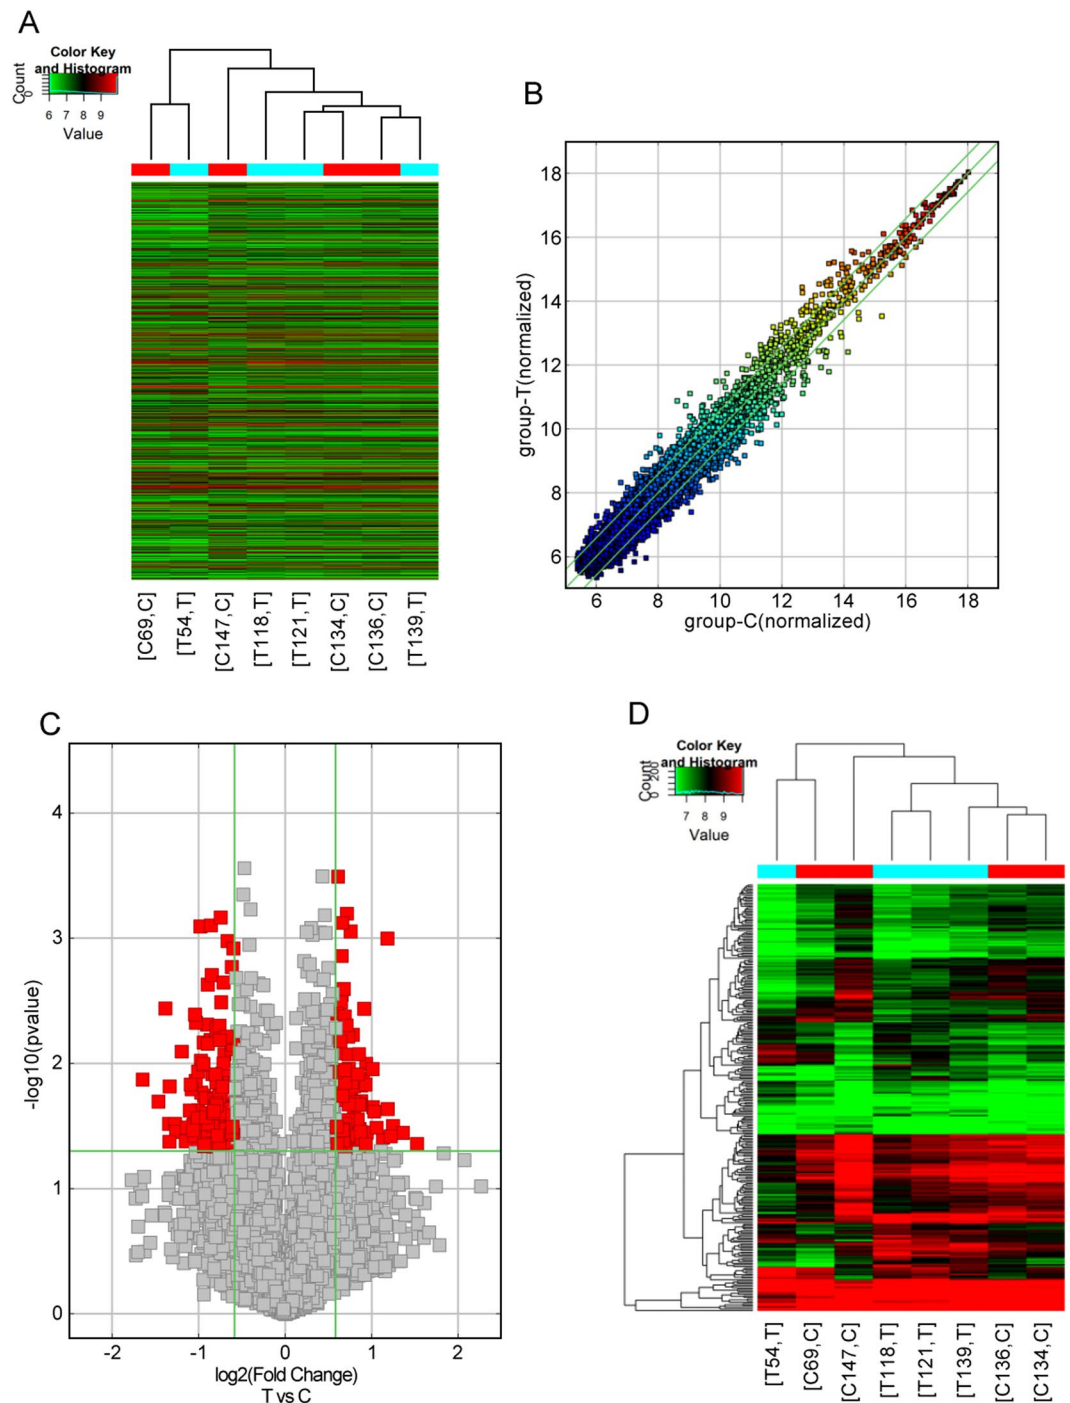 A
Color Key
and Histogram
Count
0
6 7 8 9
Value
[C69, C]
[T54, T]
[C147, C]
[T118, T]
[T121, T]
[C134, C]
[C136, C]
[T139, T]
B
18
16
14
12
10
8
6
group-T(normalized)
6 8 10 12 14 16 18
group-C(normalized)
C
4
3
2
1
0
-log10(pvalue)
-2 -1 0 1 2
log2(Fold Change)
T vs C
D
Color Key
and Histogram
Count
0 200
7 8 9
Value
[T54, T]
[C69, C]
[C147, C]
[T118, T]
[T121, T]
[T139, T]
[C136, C]
[C134, C]